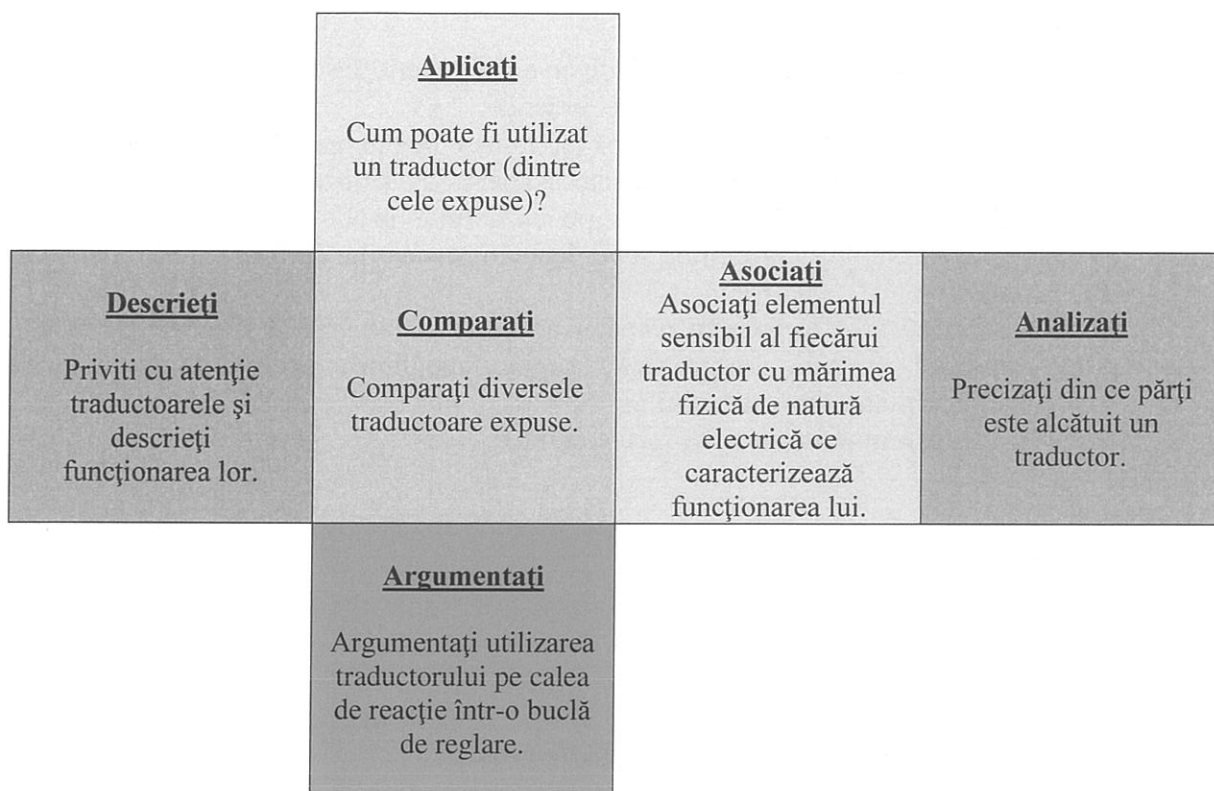 Aplicaţi
Cum poate fi utilizat
un traductor (dintre
cele expuse)?
Descrieţi
Priviti cu atenţie
traductoarele şi
descrieţi
funcţionarea lor.
Comparaţi
Comparaţi diversele
traductoare expuse.
Asociaţi
Asociaţi elementul
sensibil al fiecărui
traductor cu mărimea
fizică de natură
electrică ce
caracterizează
funcţionarea lui.
Analizaţi
Precizaţi din ce părţi
este alcătuit un
traductor.
Argumentaţi
Argumentaţi utilizarea
traductorului pe calea
de reacţie într-o buclă
de reglare.